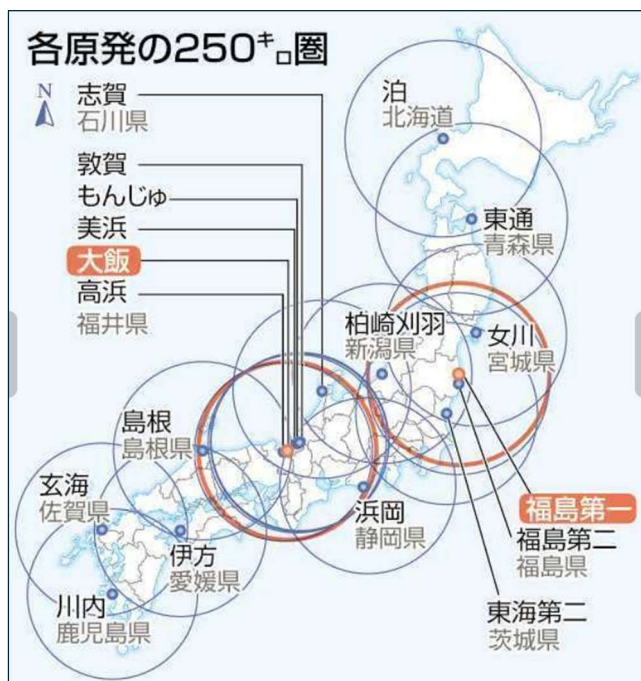 各原発の250㌔圏
N
志賀
石川県
敦賀
もんじゅ
美浜
大飯
高浜
福井県
泊
北海道
東通
青森県
柏崎刈羽
新潟県
女川
宮城県
島根
島根県
玄海
佐賀県
伊方
愛媛県
川内
鹿児島県
浜岡
静岡県
福島第一
福島第二
福島県
東海第二
茨城県